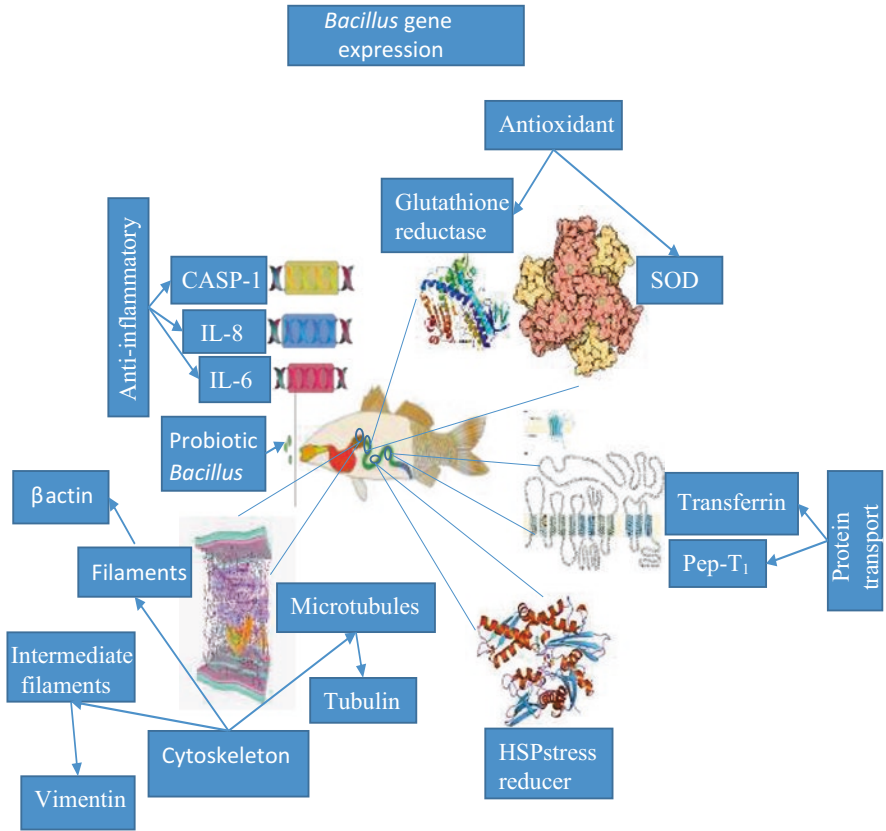 Bacillus gene
expression
Antioxidant
Glutathione
reductase
SOD
Anti-inflammatory
CASP-1
IL-8
IL-6
Probiotic
Bacillus
βactin
Filaments
Microtubules
Intermediate
filaments
Tubulin
Cytoskeleton
Vimentin
Transferrin
Pep-T₁
Protein
transport
HSPstress
reducer